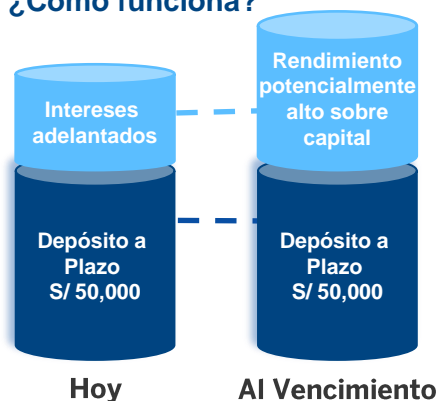 ¿Cómo funciona?
Intereses
adelantados
Rendimiento
potencialmente
alto sobre
capital
Depósito a
Plazo
S/ 50,000
Depósito a
Plazo
S/ 50,000
Hoy
Al Vencimiento